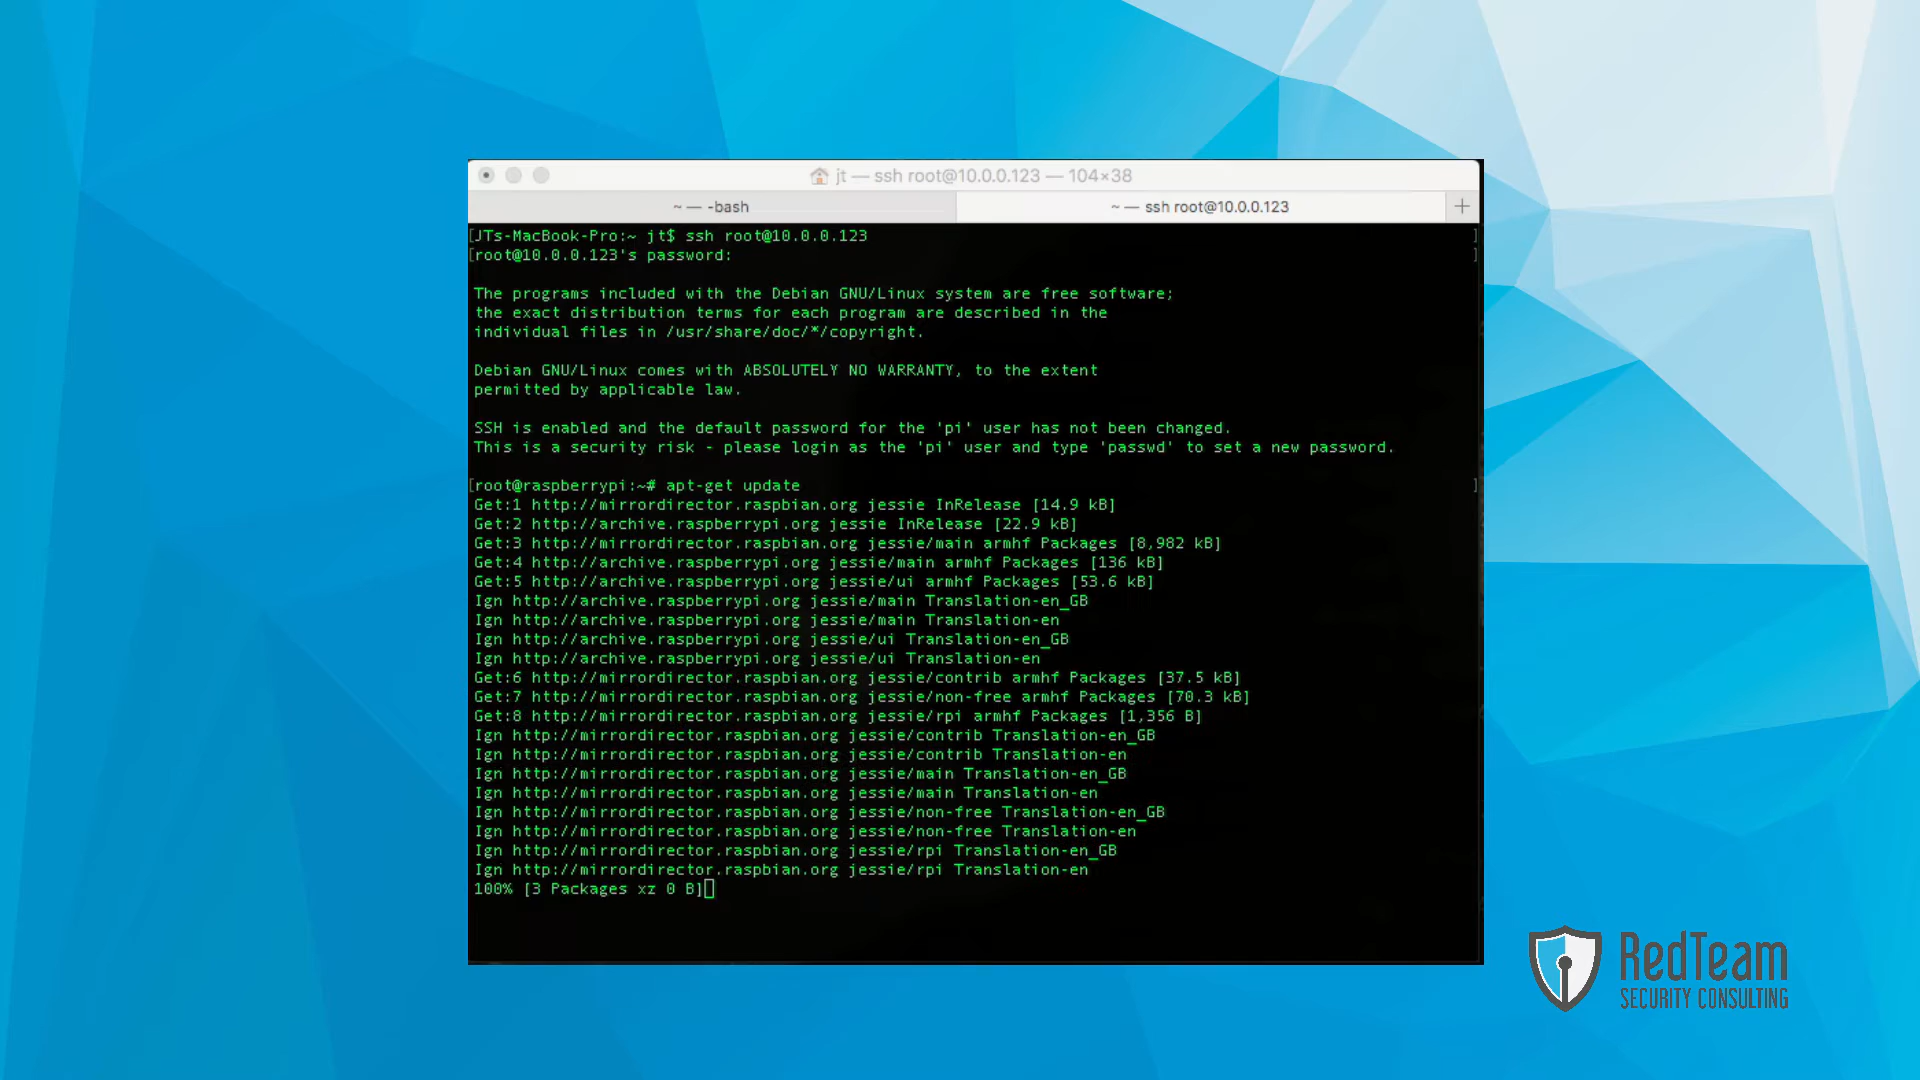 jt — ssh root@10.0.0.123 — 104×38
~ — -bash
~ — ssh root@10.0.0.123 +
[JTs-MacBook-Pro:~ jt$ ssh root@10.0.0.123 ]
[root@10.0.0.123's password: ]
The programs included with the Debian GNU/Linux system are free software;
the exact distribution terms for each program are described in the
individual files in /usr/share/doc/*/copyright.
Debian GNU/Linux comes with ABSOLUTELY NO WARRANTY, to the extent
permitted by applicable law.
SSH is enabled and the default password for the 'pi' user has not been changed.
This is a security risk - please login as the 'pi' user and type 'passwd' to set a new password.
[root@raspberrypi:~# apt-get update ]
Get:1 http://mirrordirector.raspbian.org jessie InRelease [14.9 kB]
Get:2 http://archive.raspberrypi.org jessie InRelease [22.9 kB]
Get:3 http://mirrordirector.raspbian.org jessie/main armhf Packages [8,982 kB]
Get:4 http://archive.raspberrypi.org jessie/main armhf Packages [136 kB]
Get:5 http://archive.raspberrypi.org jessie/ui armhf Packages [53.6 kB]
Ign http://archive.raspberrypi.org jessie/main Translation-en_GB
Ign http://archive.raspberrypi.org jessie/main Translation-en
Ign http://archive.raspberrypi.org jessie/ui Translation-en_GB
Ign http://archive.raspberrypi.org jessie/ui Translation-en
Get:6 http://mirrordirector.raspbian.org jessie/contrib armhf Packages [37.5 kB]
Get:7 http://mirrordirector.raspbian.org jessie/non-free armhf Packages [70.3 kB]
Get:8 http://mirrordirector.raspbian.org jessie/rpi armhf Packages [1,356 B]
Ign http://mirrordirector.raspbian.org jessie/contrib Translation-en_GB
Ign http://mirrordirector.raspbian.org jessie/contrib Translation-en
Ign http://mirrordirector.raspbian.org jessie/main Translation-en_GB
Ign http://mirrordirector.raspbian.org jessie/main Translation-en
Ign http://mirrordirector.raspbian.org jessie/non-free Translation-en_GB
Ign http://mirrordirector.raspbian.org jessie/non-free Translation-en
Ign http://mirrordirector.raspbian.org jessie/rpi Translation-en_GB
Ign http://mirrordirector.raspbian.org jessie/rpi Translation-en
100% [3 Packages xz 0 B]
RedTeam
SECURITY CONSULTING